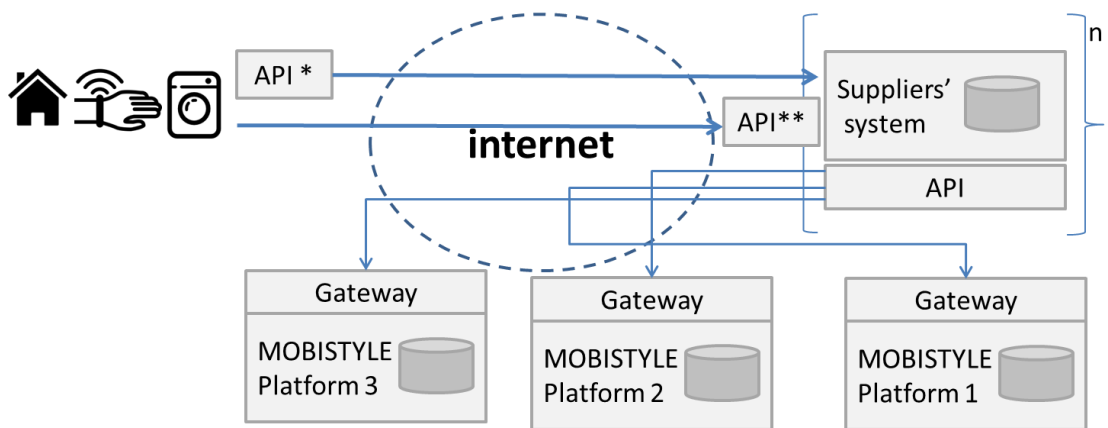 n
API *
Suppliers’
system
API**
internet
API
Gateway
MOBISTYLE
Platform 3
Gateway
MOBISTYLE
Platform 2
Gateway
MOBISTYLE
Platform 1